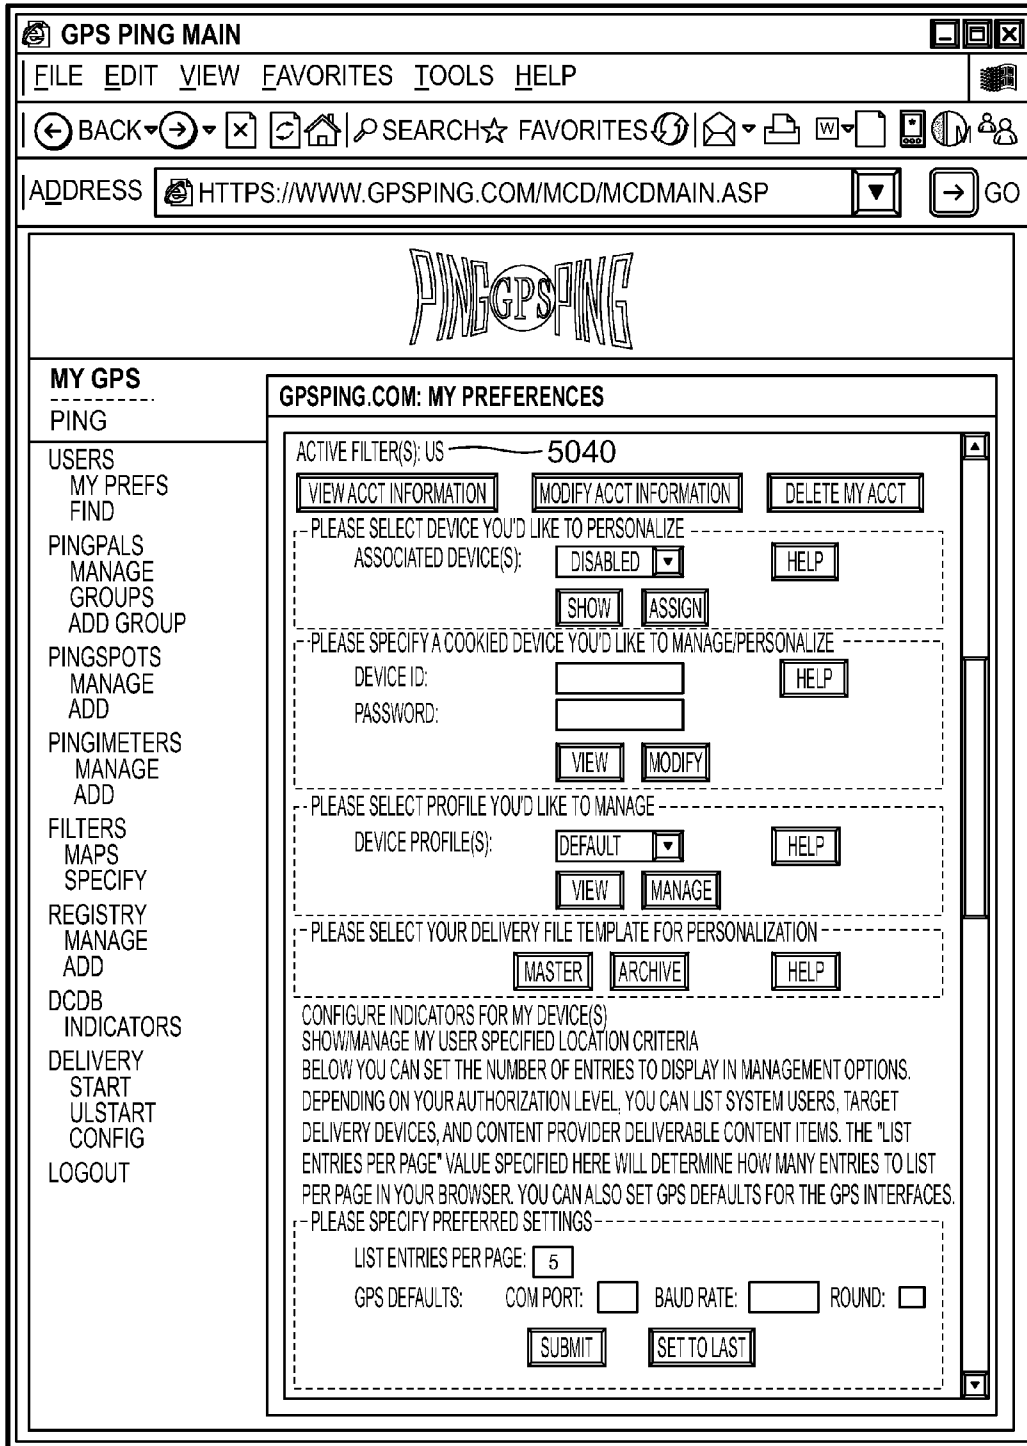 GPS PING MAIN
FILE EDIT VIEW FAVORITES TOOLS HELP
BACK SEARCH FAVORITES W M
ADDRESS HTTPS://WWW.GPSPING.COM/MCD/MCDMAIN.ASP GO
PING GPS PING
MY GPS
PING
USERS
MY PREFS
FIND
PINGPALS
MANAGE
GROUPS
ADD GROUP
PINGSPOTS
MANAGE
ADD
PINGIMETERS
MANAGE
ADD
FILTERS
MAPS
SPECIFY
REGISTRY
MANAGE
ADD
DCDB
INDICATORS
DELIVERY
START
ULSTART
CONFIG
LOGOUT
GPSPING.COM: MY PREFERENCES
ACTIVE FILTER(S): US 5040
VIEW ACCT INFORMATION MODIFY ACCT INFORMATION DELETE MY ACCT
PLEASE SELECT DEVICE YOU'D LIKE TO PERSONALIZE
ASSOCIATED DEVICE(S): DISABLED HELP
SHOW ASSIGN
PLEASE SPECIFY A COOKIED DEVICE YOU'D LIKE TO MANAGE/PERSONALIZE
DEVICE ID: HELP
PASSWORD:
VIEW MODIFY
PLEASE SELECT PROFILE YOU'D LIKE TO MANAGE
DEVICE PROFILE(S): DEFAULT HELP
VIEW MANAGE
PLEASE SELECT YOUR DELIVERY FILE TEMPLATE FOR PERSONALIZATION
MASTER ARCHIVE HELP
CONFIGURE INDICATORS FOR MY DEVICE(S)
SHOW/MANAGE MY USER SPECIFIED LOCATION CRITERIA
BELOW YOU CAN SET THE NUMBER OF ENTRIES TO DISPLAY IN MANAGEMENT OPTIONS.
DEPENDING ON YOUR AUTHORIZATION LEVEL, YOU CAN LIST SYSTEM USERS, TARGET
DELIVERY DEVICES, AND CONTENT PROVIDER DELIVERABLE CONTENT ITEMS. THE "LIST
ENTRIES PER PAGE" VALUE SPECIFIED HERE WILL DETERMINE HOW MANY ENTRIES TO LIST
PER PAGE IN YOUR BROWSER. YOU CAN ALSO SET GPS DEFAULTS FOR THE GPS INTERFACES.
PLEASE SPECIFY PREFERRED SETTINGS
LIST ENTRIES PER PAGE: 5
GPS DEFAULTS: COM PORT: BAUD RATE: ROUND:
SUBMIT SET TO LAST